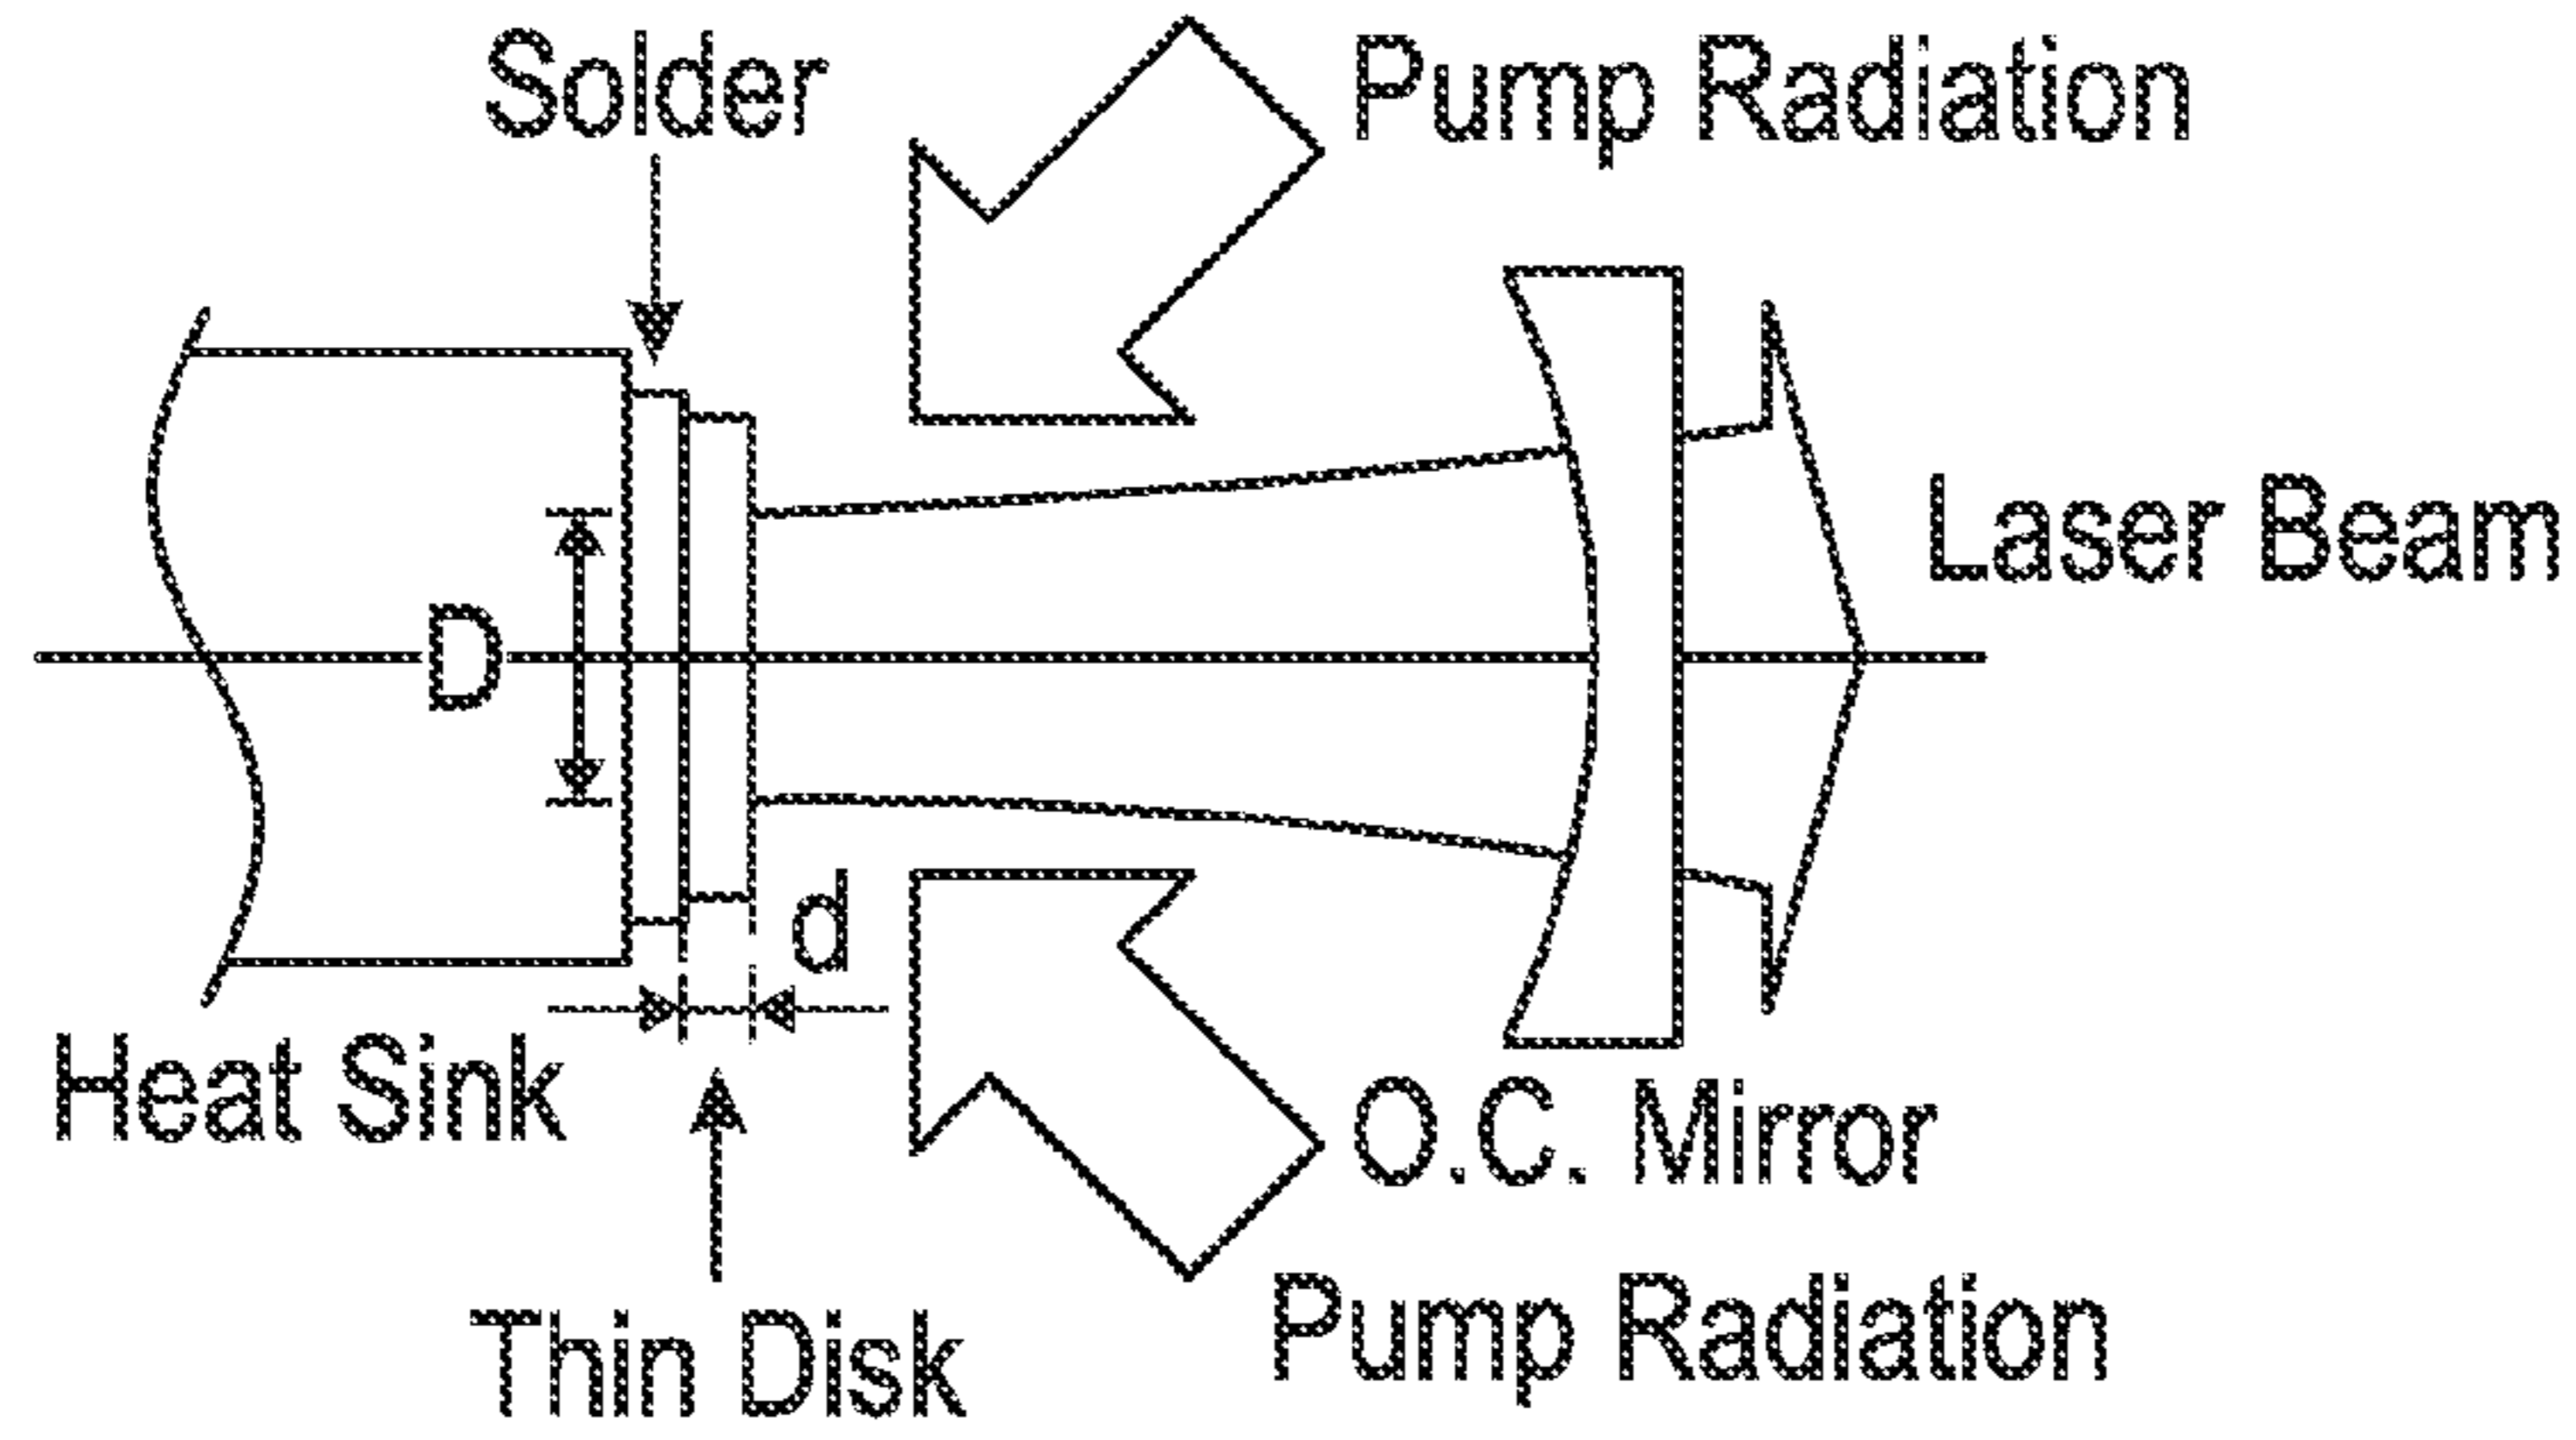 Solder
Pump Radiation
Laser Beam
D
d
Heat Sink
O.C. Mirror
Thin Disk
Pump Radiation